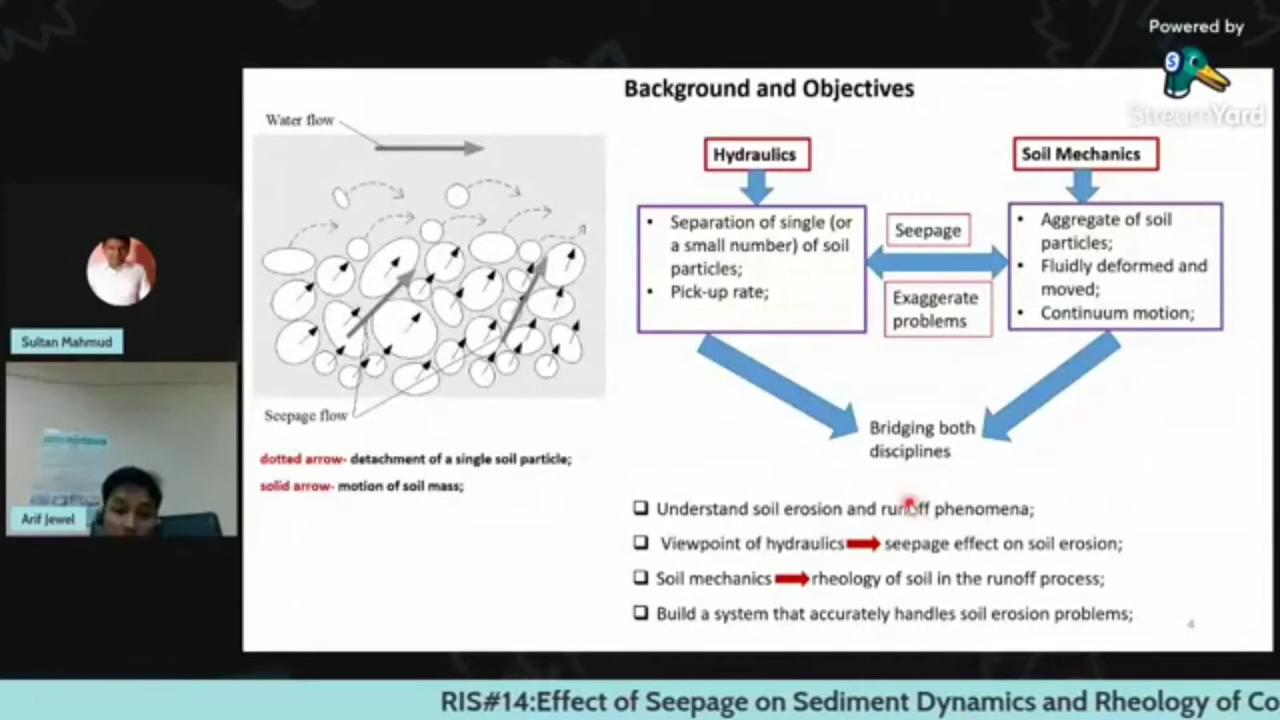 Powered by
StreamYard
Background and Objectives
Water flow
Seepage flow
dotted arrow- detachment of a single soil particle;
solid arrow- motion of soil mass;
Hydraulics
• Separation of single (or
a small number) of soil
particles;
• Pick-up rate;
Seepage
Exaggerate
problems
Soil Mechanics
• Aggregate of soil
particles;
• Fluidly deformed and
moved;
• Continuum motion;
Bridging both
disciplines
Understand soil erosion and runoff phenomena;
Viewpoint of hydraulics seepage effect on soil erosion;
Soil mechanics rheology of soil in the runoff process;
Build a system that accurately handles soil erosion problems;
4
Sultan Mahmud
Arif Jewel
RIS#14:Effect of Seepage on Sediment Dynamics and Rheology of Co